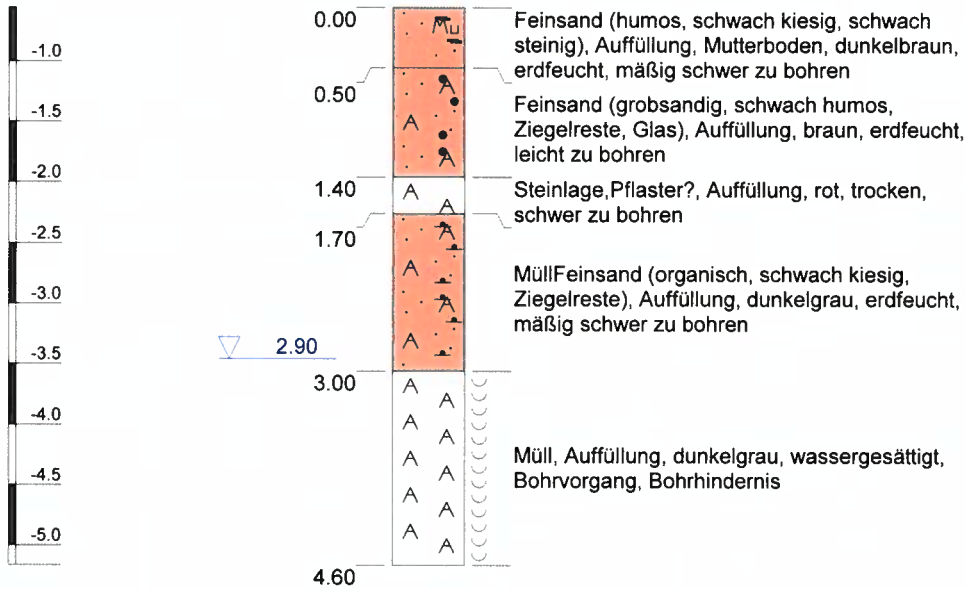 0.00
Feinsand (humos, schwach kiesig, schwach
steinig), Auffüllung, Mutterboden, dunkelbraun,
erdfeucht, mäßig schwer zu bohren
Mu
-1.0
0.50
Feinsand (grobsandig, schwach humos,
Ziegelreste, Glas), Auffüllung, braun, erdfeucht,
leicht zu bohren
A
A
A
-1.5
-2.0
1.40
Steinlage,Pflaster?, Auffüllung, rot, trocken,
schwer zu bohren
A
A
-2.5
1.70
MüllFeinsand (organisch, schwach kiesig,
Ziegelreste), Auffüllung, dunkelgrau, erdfeucht,
mäßig schwer zu bohren
A
A
A
A
-3.0
2.90
-3.5
3.00
Müll, Auffüllung, dunkelgrau, wassergesättigt,
Bohrvorgang, Bohrhindernis
A
A
A
A
A
A
A
A
A
A
-4.0
-4.5
-5.0
4.60